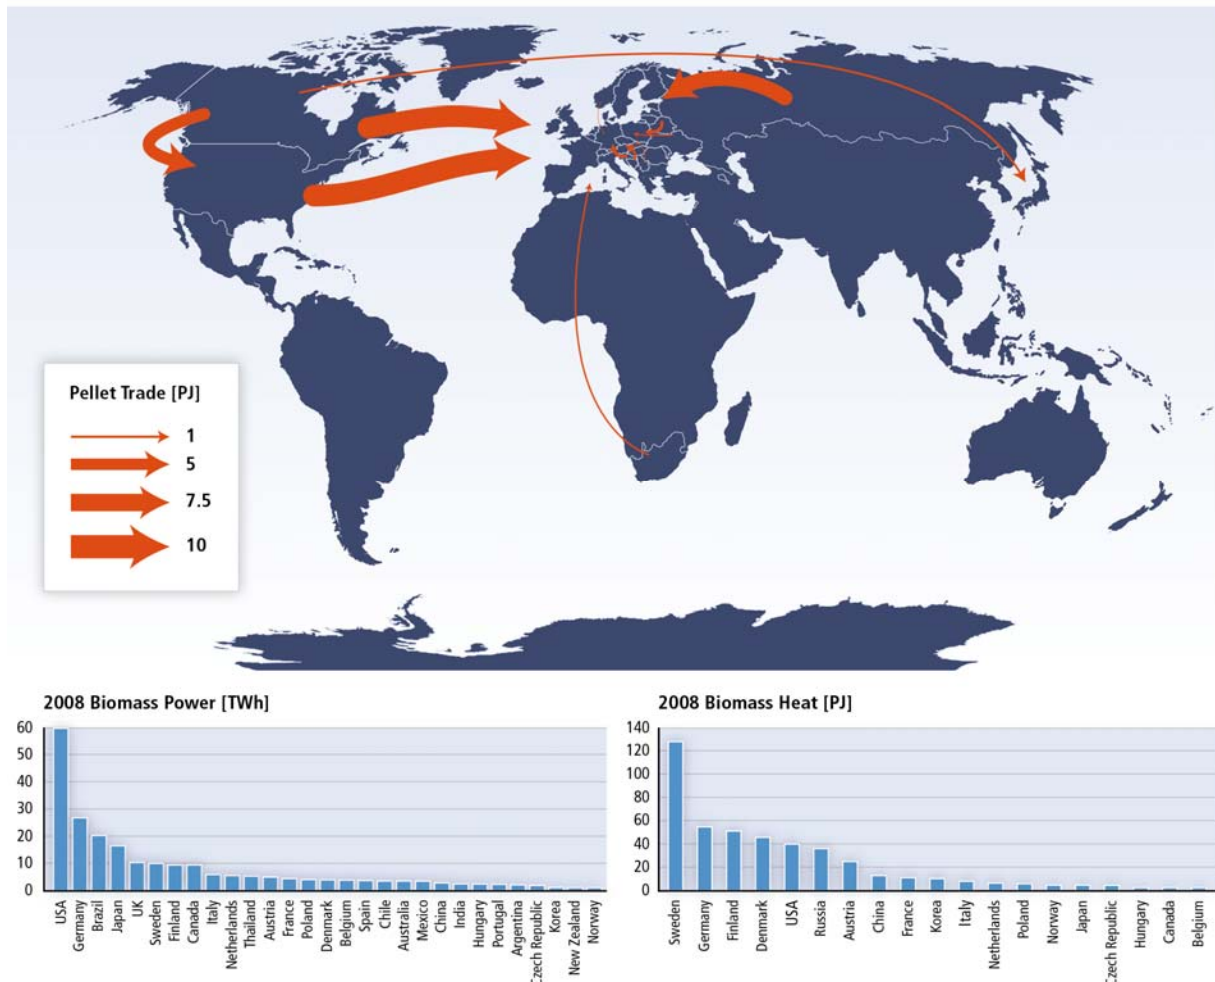 Pellet Trade [PJ]
1
5
7.5
10
2008 Biomass Power [TWh]
60
50
40
30
20
10
0
USA
Germany
Brazil
Japan
UK
Sweden
Finland
Canada
Italy
Netherlands
Thailand
Austria
France
Poland
Denmark
Belgium
Spain
Chile
Australia
Mexico
China
India
Hungary
Portugal
Argentina
Czech Republic
Korea
New Zealand
Norway
2008 Biomass Heat [PJ]
140
120
100
80
60
40
20
0
Sweden
Germany
Finland
Denmark
USA
Russia
Austria
China
France
Korea
Italy
Netherlands
Poland
Norway
Japan
Czech Republic
Hungary
Canada
Belgium